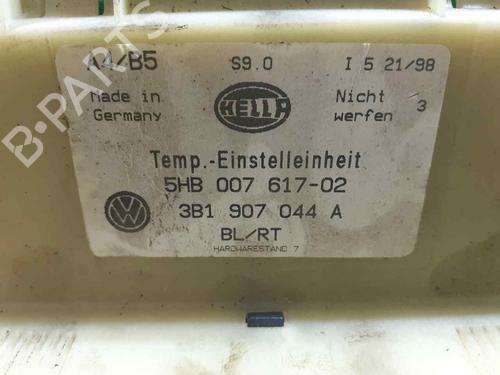 A4/B5 S9.0 I 5 21/98
Made in Germany HELLA Nicht werfen 3
Temp.-Einstelleinheit
5HB 007 617-02
VW 3B1 907 044 A
BL/RT
HARDWARESTAND 7
B-PARTS